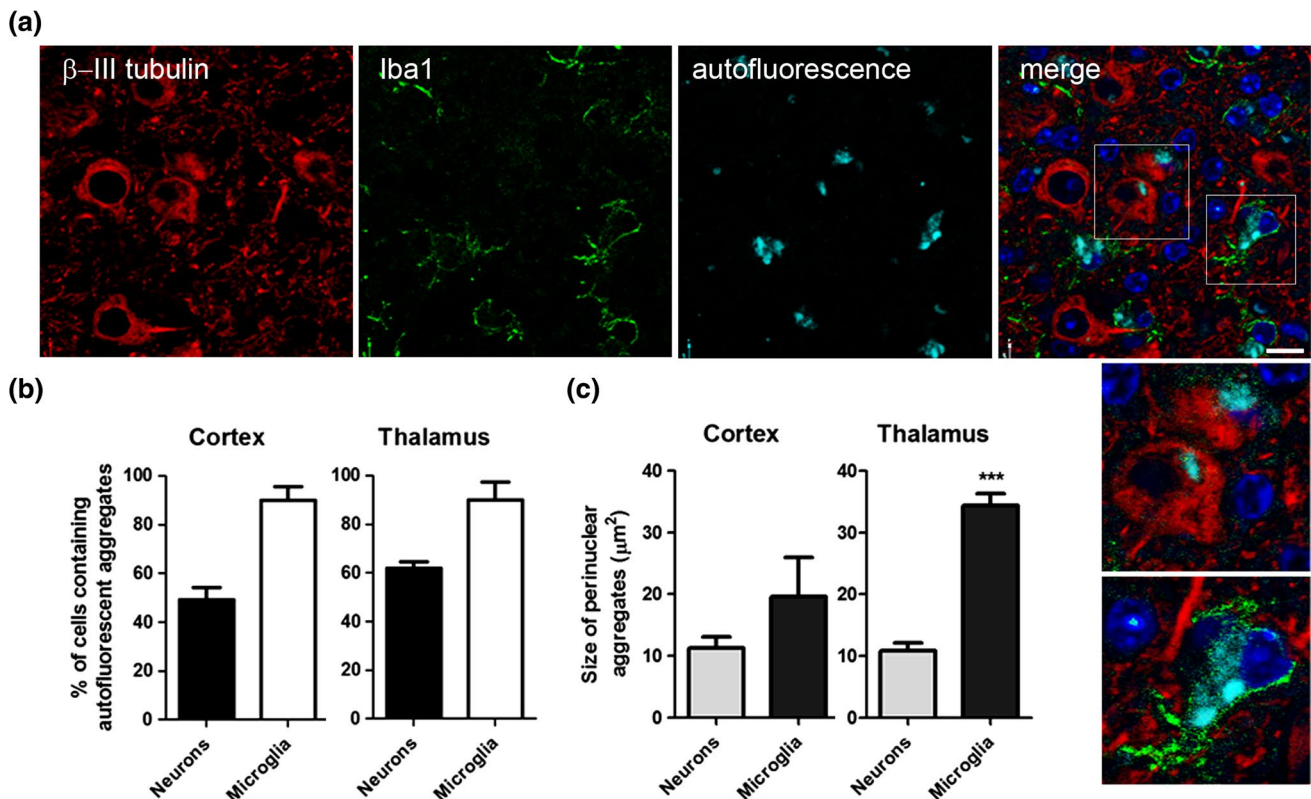 (a)
β–III tubulin
Iba1
autofluorescence
merge
(b)
Cortex
Thalamus
% of cells containing
autofluorescent aggregates
100
80
60
40
20
0
100
80
60
40
20
0
Neurons
Microglia
Neurons
Microglia
(c)
Cortex
Thalamus
Size of perinuclear
aggregates (μm²)
40
30
20
10
0
40
30
20
10
0
***
Neurons
Microglia
Neurons
Microglia